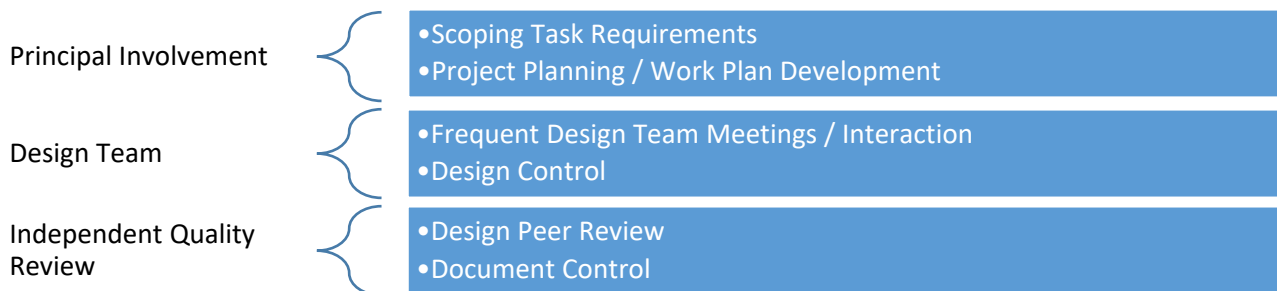 Principal Involvement
•Scoping Task Requirements
•Project Planning / Work Plan Development
Design Team
•Frequent Design Team Meetings / Interaction
•Design Control
Independent Quality
Review
•Design Peer Review
•Document Control